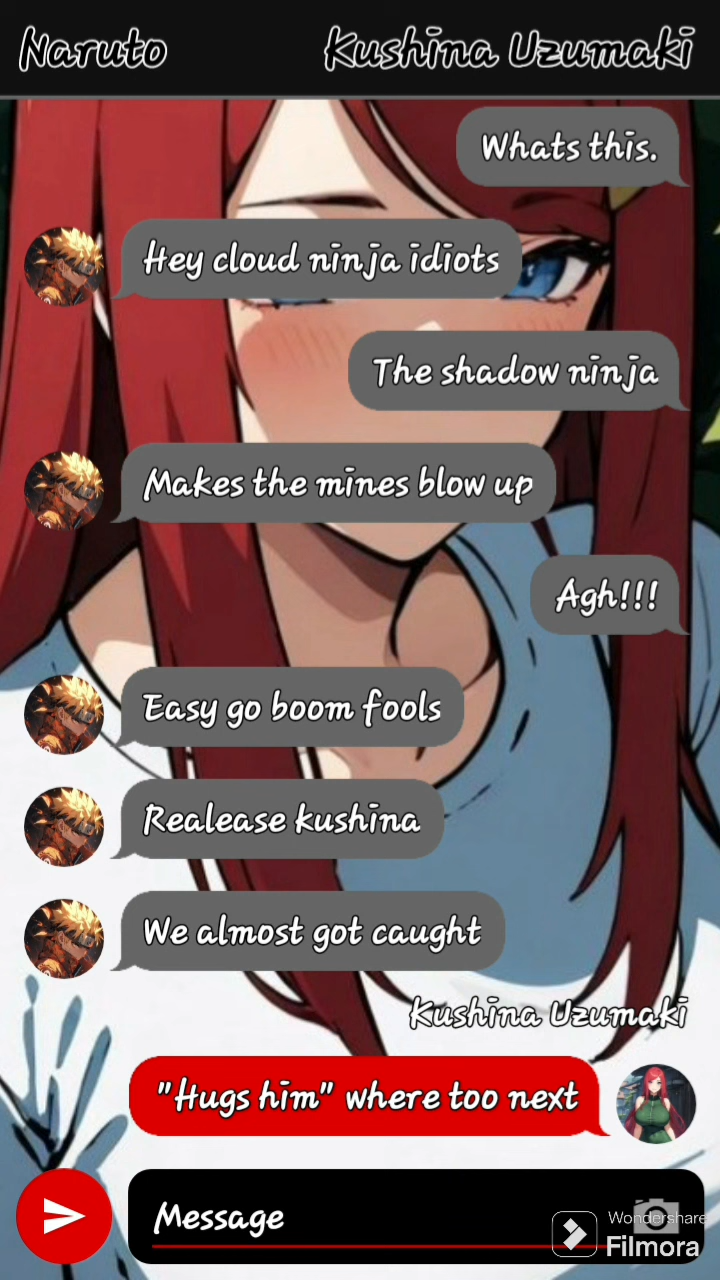 Naruto
Kushina Uzumaki
Whats this.
Hey cloud ninja idiots
The shadow ninja
Makes the mines blow up
Agh!!!
Easy go boom fools
Realease kushina
We almost got caught
Kushina Uzumaki
"Hugs him" where too next
Message
Wondershare
Filmora